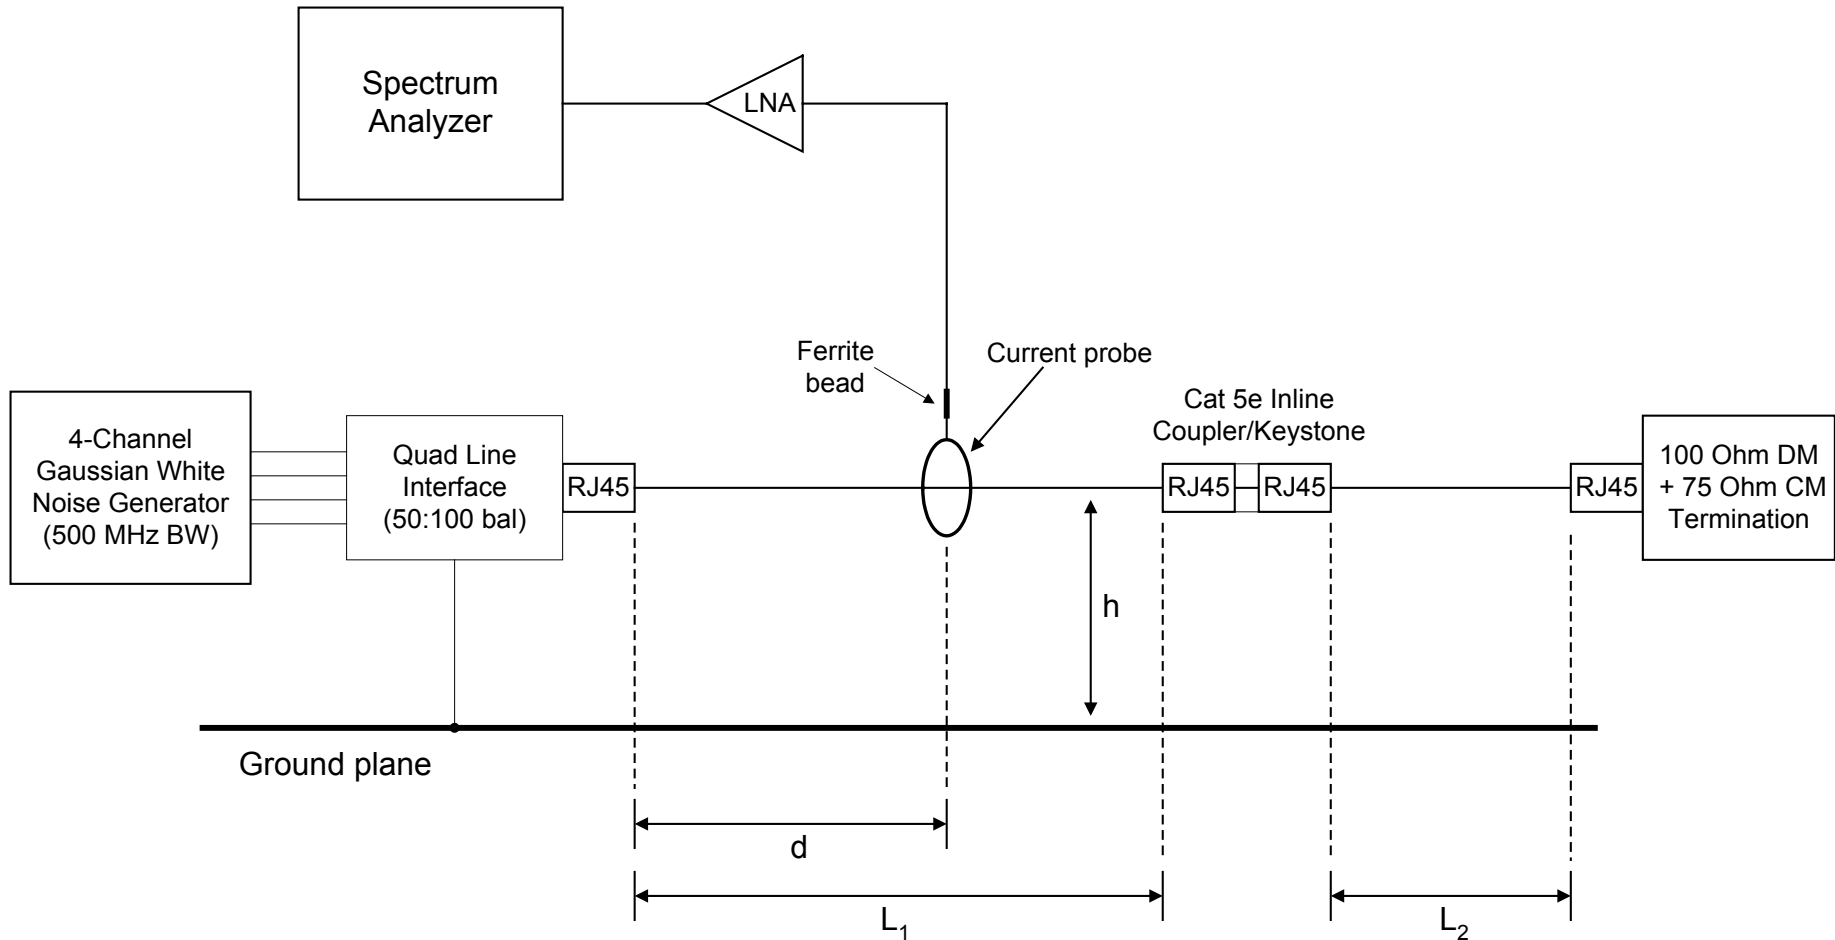 Spectrum
Analyzer
LNA
Ferrite
bead
Current probe
Cat 5e Inline
Coupler/Keystone
4-Channel
Gaussian White
Noise Generator
(500 MHz BW)
Quad Line
Interface
(50:100 bal)
RJ45
RJ45
RJ45
RJ45
100 Ohm DM
+ 75 Ohm CM
Termination
h
Ground plane
d
L1
L2